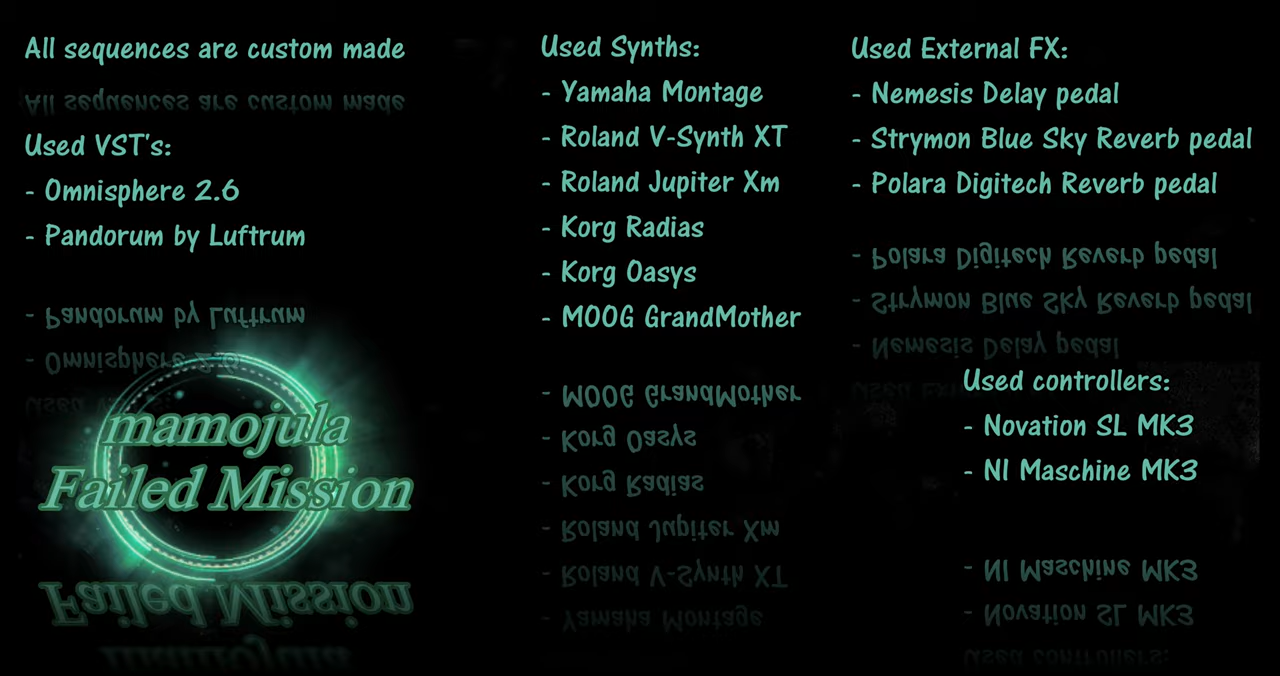 All sequences are custom made
Used VST's:
- Omnisphere 2.6
- Pandorum by Luftrum
mamojula
Failed Mission
Used Synths:
- Yamaha Montage
- Roland V-Synth XT
- Roland Jupiter Xm
- Korg Radias
- Korg Oasys
- MOOG GrandMother
Used External FX:
- Nemesis Delay pedal
- Strymon Blue Sky Reverb pedal
- Polara Digitech Reverb pedal
Used controllers:
- Novation SL MK3
- NI Maschine MK3